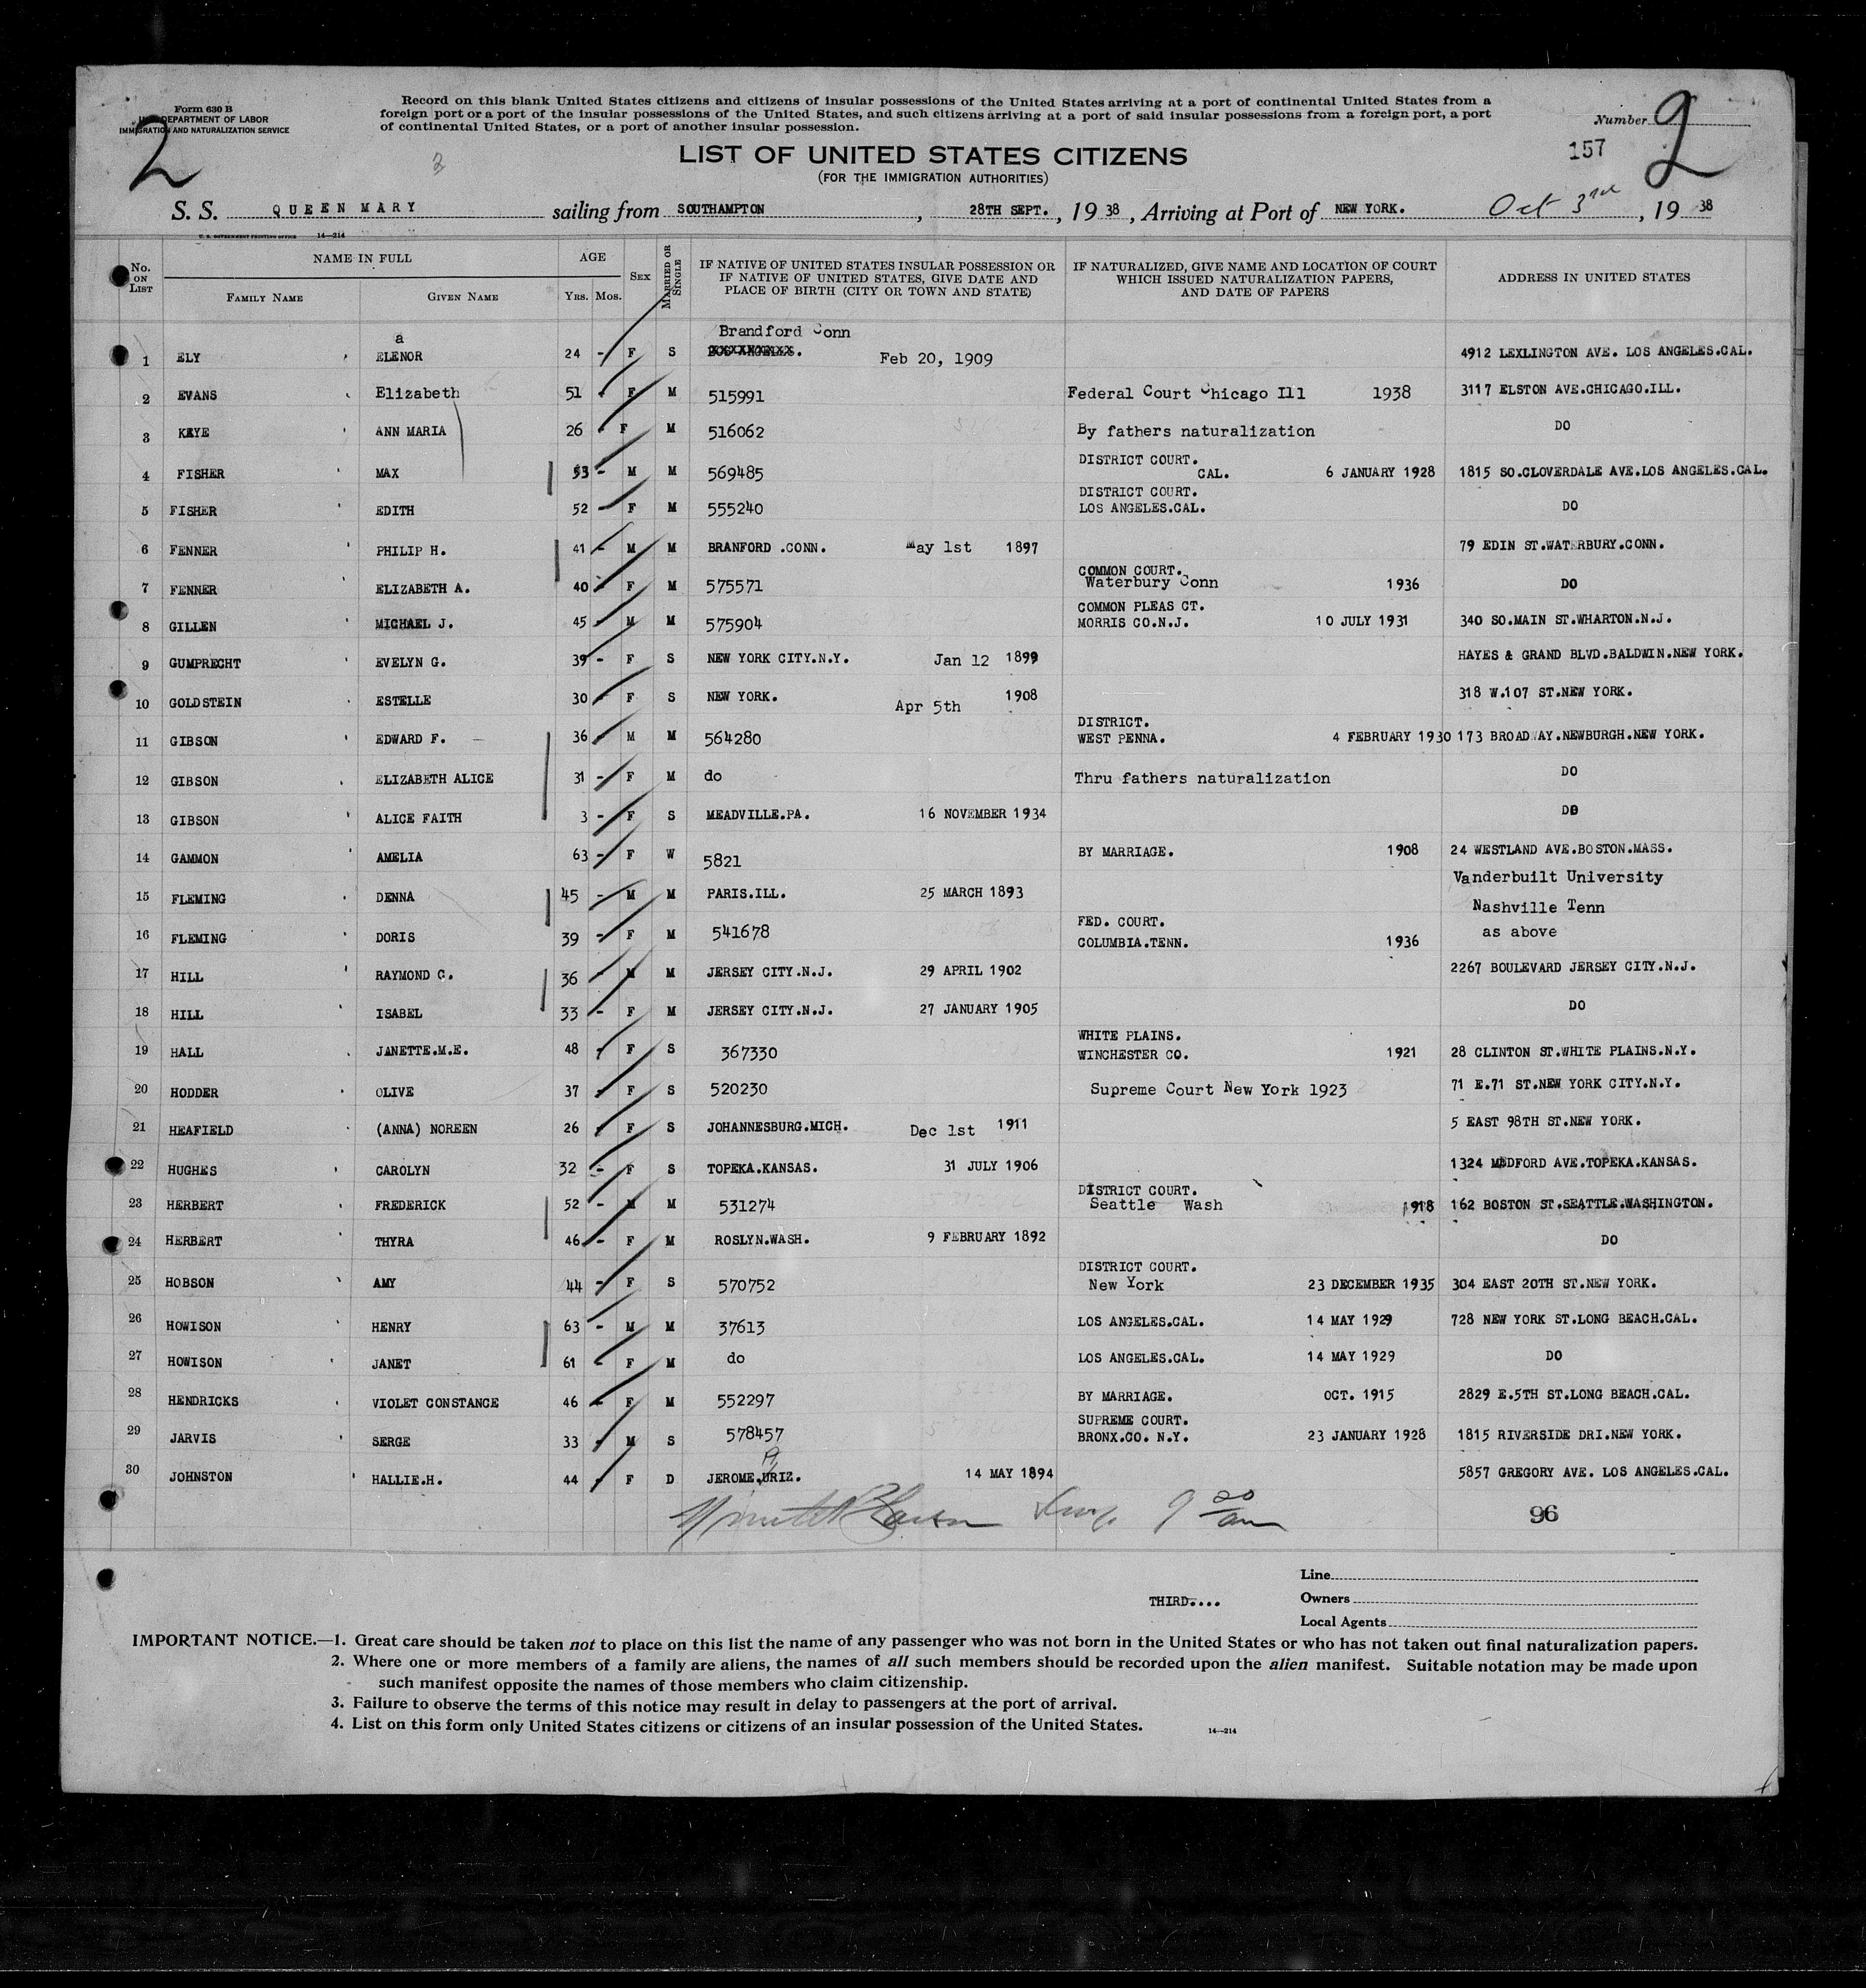 Form 630 B
U.S. DEPARTMENT OF LABOR
IMMIGRATION AND NATURALIZATION SERVICE
Record on this blank United States citizens and citizens of insular possessions of the United States arriving at a port of continental United States from a
foreign port or a port of the insular possessions of the United States, and such citizens arriving at a port of said insular possessions from a foreign port, a port
of continental United States, or a port of another insular possession.
Number 2
2
2
157
LIST OF UNITED STATES CITIZENS
(FOR THE IMMIGRATION AUTHORITIES)
S. S. QUEEN MARY sailing from SOUTHAMPTON, 28TH SEPT., 19 38, Arriving at Port of NEW YORK. Oct 3rd, 19 38
U. S. GOVERNMENT PRINTING OFFICE 14—214
No. ON LIST NAME IN FULL FAMILY NAME GIVEN NAME AGE YRS. MOS. SEX MARRIED OR SINGLE
IF NATIVE OF UNITED STATES INSULAR POSSESSION OR
IF NATIVE OF UNITED STATES, GIVE DATE AND
PLACE OF BIRTH (CITY OR TOWN AND STATE)
IF NATURALIZED, GIVE NAME AND LOCATION OF COURT
WHICH ISSUED NATURALIZATION PAPERS,
AND DATE OF PAPERS
ADDRESS IN UNITED STATES
a Brandford Conn
1 ELY ELENOR 24 - F S Feb 20, 1909 4912 LEXLINGTON AVE. LOS ANGELES.CAL.
2 EVANS Elizabeth 51 - F M 515991 Federal Court Chicago Ill 1938 3117 ELSTON AVE.CHICAGO.ILL.
3 KAYE ANN MARIA 26 - F M 516062 By fathers naturalization DO
DISTRICT COURT.
4 FISHER MAX 53 - M M 569485 CAL. 6 JANUARY 1928 1815 SO.CLOVERDALE AVE.LOS ANGELES.CAL.
DISTRICT COURT.
5 FISHER EDITH 52 - F M 555240 LOS ANGELES.CAL. DO
6 FENNER PHILIP H. 41 - M M BRANFORD .CONN. May 1st 1897 79 EDIN ST.WATERBURY.CONN.
COMMON COURT.
7 FENNER ELIZABETH A. 40 - F M 575571 Waterbury Conn 1936 DO
COMMON PLEAS CT.
8 GILLEN MICHAEL J. 45 - M M 575904 MORRIS CO.N.J. 10 JULY 1931 340 SO.MAIN ST.WHARTON.N.J.
9 GUMPRECHT EVELYN G. 39 - F S NEW YORK CITY.N.Y. Jan 12 1899 HAYES & GRAND BLVD.BALDWIN.NEW YORK.
10 GOLDSTEIN ESTELLE 30 - F S NEW YORK. Apr 5th 1908 318 W.107 ST.NEW YORK.
DISTRICT.
11 GIBSON EDWARD F. 36 - M M 564280 WEST PENNA. 4 FEBRUARY 1930 173 BROADWAY.NEWBURGH.NEW YORK.
12 GIBSON ELIZABETH ALICE 31 - F M do Thru fathers naturalization DO
13 GIBSON ALICE FAITH 3 - F S MEADVILLE.PA. 16 NOVEMBER 1934 DO
14 GAMMON AMELIA 63 - F W 5821 BY MARRIAGE. 1908 24 WESTLAND AVE.BOSTON.MASS.
Vanderbuilt University
15 FLEMING DENNA 45 - M M PARIS.ILL. 25 MARCH 1893 Nashville Tenn
FED. COURT.
16 FLEMING DORIS 39 - F M 541678 COLUMBIA.TENN. 1936 as above
17 HILL RAYMOND C. 36 - M M JERSEY CITY.N.J. 29 APRIL 1902 2267 BOULEVARD JERSEY CITY.N.J.
18 HILL ISABEL 33 - F M JERSEY CITY.N.J. 27 JANUARY 1905 DO
WHITE PLAINS.
19 HALL JANETTE.M.E. 48 - F S 367330 WINCHESTER CO. 1921 28 CLINTON ST.WHITE PLAINS.N.Y.
20 HODDER OLIVE 37 - F S 520230 Supreme Court New York 1923 71 E.71 ST.NEW YORK CITY.N.Y.
21 HEAFIELD (ANNA) NOREEN 26 - F S JOHANNESBURG.MICH. Dec 1st 1911 5 EAST 98TH ST.NEW YORK.
22 HUGHES CAROLYN 32 - F S TOPEKA.KANSAS. 31 JULY 1906 1324 MEDFORD AVE.TOPEKA.KANSAS.
DISTRICT COURT.
23 HERBERT FREDERICK 52 - M M 531274 Seattle Wash 1918 162 BOSTON ST.SEATTLE.WASHINGTON.
24 HERBERT THYRA 46 - F M ROSLYN.WASH. 9 FEBRUARY 1892 DO
DISTRICT COURT.
25 HOBSON AMY 44 - F S 570752 New York 23 DECEMBER 1935 304 EAST 20TH ST.NEW YORK.
26 HOWISON HENRY 63 - M M 37613 LOS ANGELES.CAL. 14 MAY 1929 728 NEW YORK ST.LONG BEACH.CAL.
27 HOWISON JANET 61 - F M do LOS ANGELES.CAL. 14 MAY 1929 DO
28 HENDRICKS VIOLET CONSTANCE 46 - F M 552297 BY MARRIAGE. OCT. 1915 2829 E.5TH ST.LONG BEACH.CAL.
SUPREME COURT.
29 JARVIS SERGE 33 - M S 578457 BRONX.CO. N.Y. 23 JANUARY 1928 1815 RIVERSIDE DRI.NEW YORK.
30 JOHNSTON HALLIE.H. 44 - F D JEROME.ARIZ. 14 MAY 1894 5857 GREGORY AVE. LOS ANGELES.CAL.
9 20 am
96
Line
THIRD....
Owners
Local Agents
IMPORTANT NOTICE.—1. Great care should be taken not to place on this list the name of any passenger who was not born in the United States or who has not taken out final naturalization papers.
2. Where one or more members of a family are aliens, the names of all such members should be recorded upon the alien manifest. Suitable notation may be made upon
such manifest opposite the names of those members who claim citizenship.
3. Failure to observe the terms of this notice may result in delay to passengers at the port of arrival.
4. List on this form only United States citizens or citizens of an insular possession of the United States.
14—214